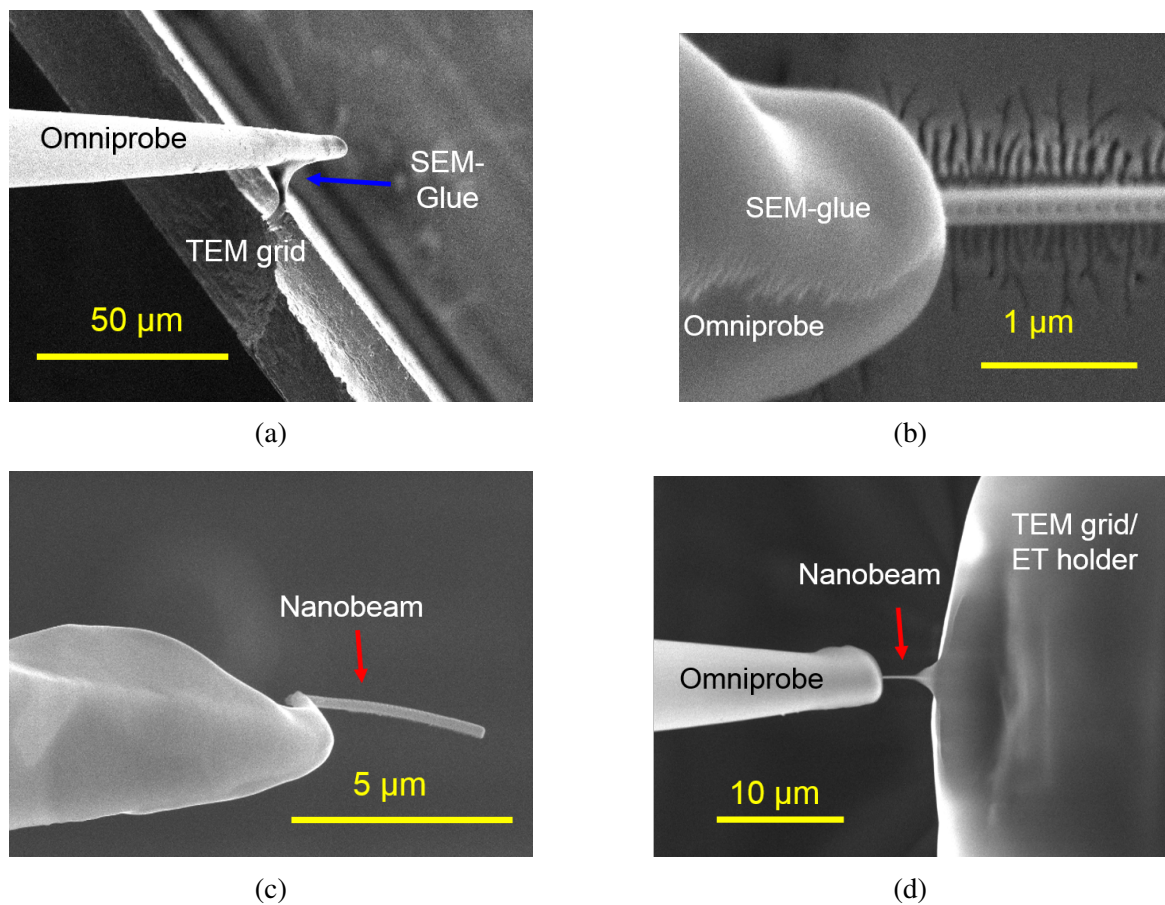 Omniprobe
SEM-
Glue
TEM grid
50 µm
(a)
SEM-glue
Omniprobe
1 µm
(b)
Nanobeam
5 µm
(c)
TEM grid/
ET holder
Nanobeam
Omniprobe
10 µm
(d)